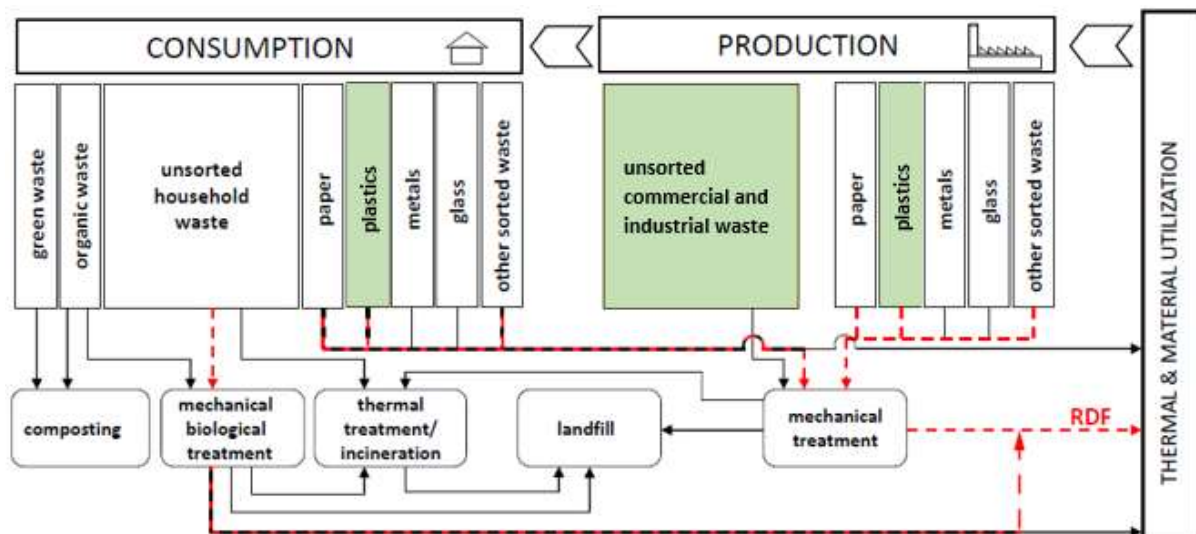 CONSUMPTION
PRODUCTION
green waste
organic waste
unsorted
household
waste
paper
plastics
metals
glass
other sorted waste
unsorted
commercial and
industrial waste
paper
plastics
metals
glass
other sorted waste
THERMAL & MATERIAL UTILIZATION
composting
mechanical
biological
treatment
thermal
treatment/
incineration
landfill
mechanical
treatment
RDF